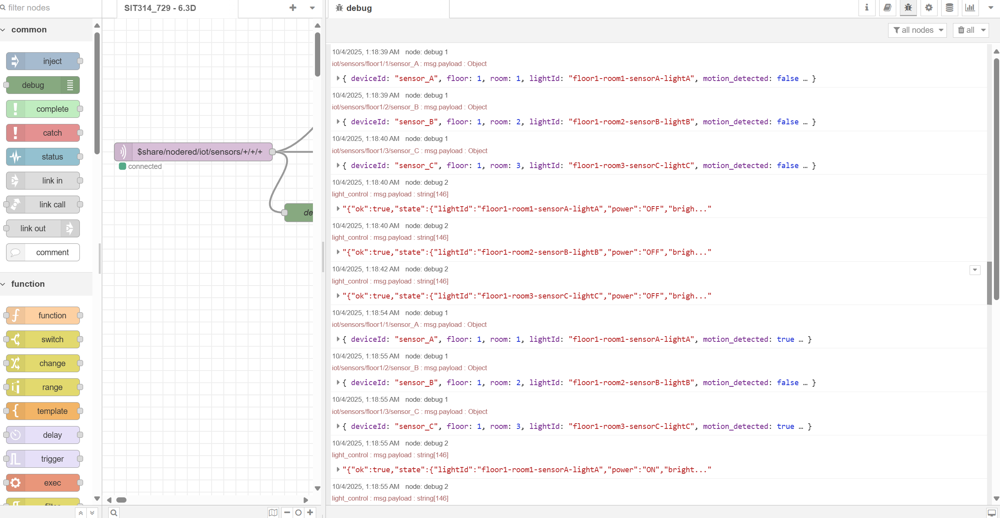 filter nodes
common
inject
debug
complete
catch
status
link in
link call
link out
comment
function
function
switch
change
range
template
delay
trigger
exec
filter
SIT314_729 - 6.3D
$share/nodered/iot/sensors/+/+/+
connected
de
debug
all nodes
all
10/4/2025, 1:18:39 AM node: debug 1
iot/sensors/floor1/1/sensor_A : msg.payload : Object
{ deviceId: "sensor_A", floor: 1, room: 1, lightId: "floor1-room1-sensorA-lightA", motion_detected: false … }
10/4/2025, 1:18:39 AM node: debug 1
iot/sensors/floor1/2/sensor_B : msg.payload : Object
{ deviceId: "sensor_B", floor: 1, room: 2, lightId: "floor1-room2-sensorB-lightB", motion_detected: false … }
10/4/2025, 1:18:40 AM node: debug 1
iot/sensors/floor1/3/sensor_C : msg.payload : Object
{ deviceId: "sensor_C", floor: 1, room: 3, lightId: "floor1-room3-sensorC-lightC", motion_detected: false … }
10/4/2025, 1:18:40 AM node: debug 2
light_control : msg.payload : string[146]
"{"ok":true,"state":{"lightId":"floor1-room1-sensorA-lightA","power":"OFF","brigh..."
10/4/2025, 1:18:40 AM node: debug 2
light_control : msg.payload : string[146]
"{"ok":true,"state":{"lightId":"floor1-room2-sensorB-lightB","power":"OFF","brigh..."
10/4/2025, 1:18:42 AM node: debug 2
light_control : msg.payload : string[146]
"{"ok":true,"state":{"lightId":"floor1-room3-sensorC-lightC","power":"OFF","brigh..."
10/4/2025, 1:18:54 AM node: debug 1
iot/sensors/floor1/1/sensor_A : msg.payload : Object
{ deviceId: "sensor_A", floor: 1, room: 1, lightId: "floor1-room1-sensorA-lightA", motion_detected: true … }
10/4/2025, 1:18:55 AM node: debug 1
iot/sensors/floor1/2/sensor_B : msg.payload : Object
{ deviceId: "sensor_B", floor: 1, room: 2, lightId: "floor1-room2-sensorB-lightB", motion_detected: false … }
10/4/2025, 1:18:55 AM node: debug 1
iot/sensors/floor1/3/sensor_C : msg.payload : Object
{ deviceId: "sensor_C", floor: 1, room: 3, lightId: "floor1-room3-sensorC-lightC", motion_detected: true … }
10/4/2025, 1:18:55 AM node: debug 2
light_control : msg.payload : string[146]
"{"ok":true,"state":{"lightId":"floor1-room1-sensorA-lightA","power":"ON","bright..."
10/4/2025, 1:18:55 AM node: debug 2
light_control : msg.payload : string[146]